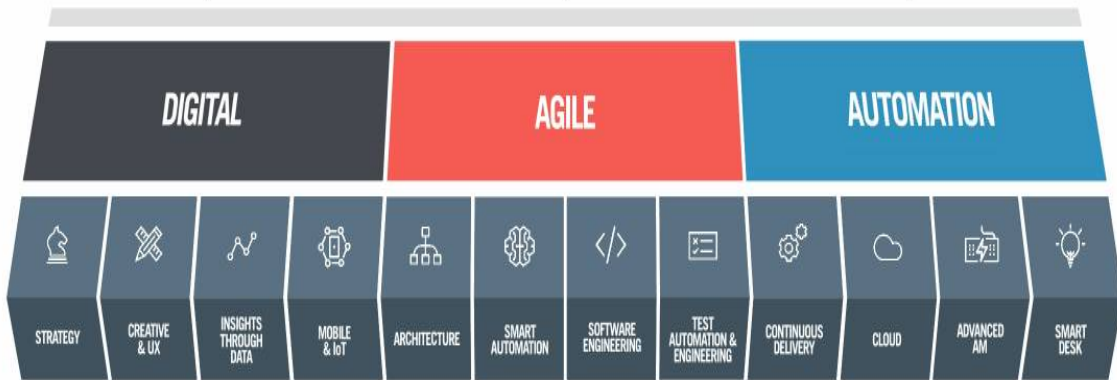 DIGITAL
AGILE
AUTOMATION
STRATEGY
CREATIVE
& UX
INSIGHTS
THROUGH
DATA
MOBILE
& IoT
ARCHITECTURE
SMART
AUTOMATION
SOFTWARE
ENGINEERING
TEST
AUTOMATION &
ENGINEERING
CONTINUOUS
DELIVERY
CLOUD
ADVANCED
AM
SMART
DESK